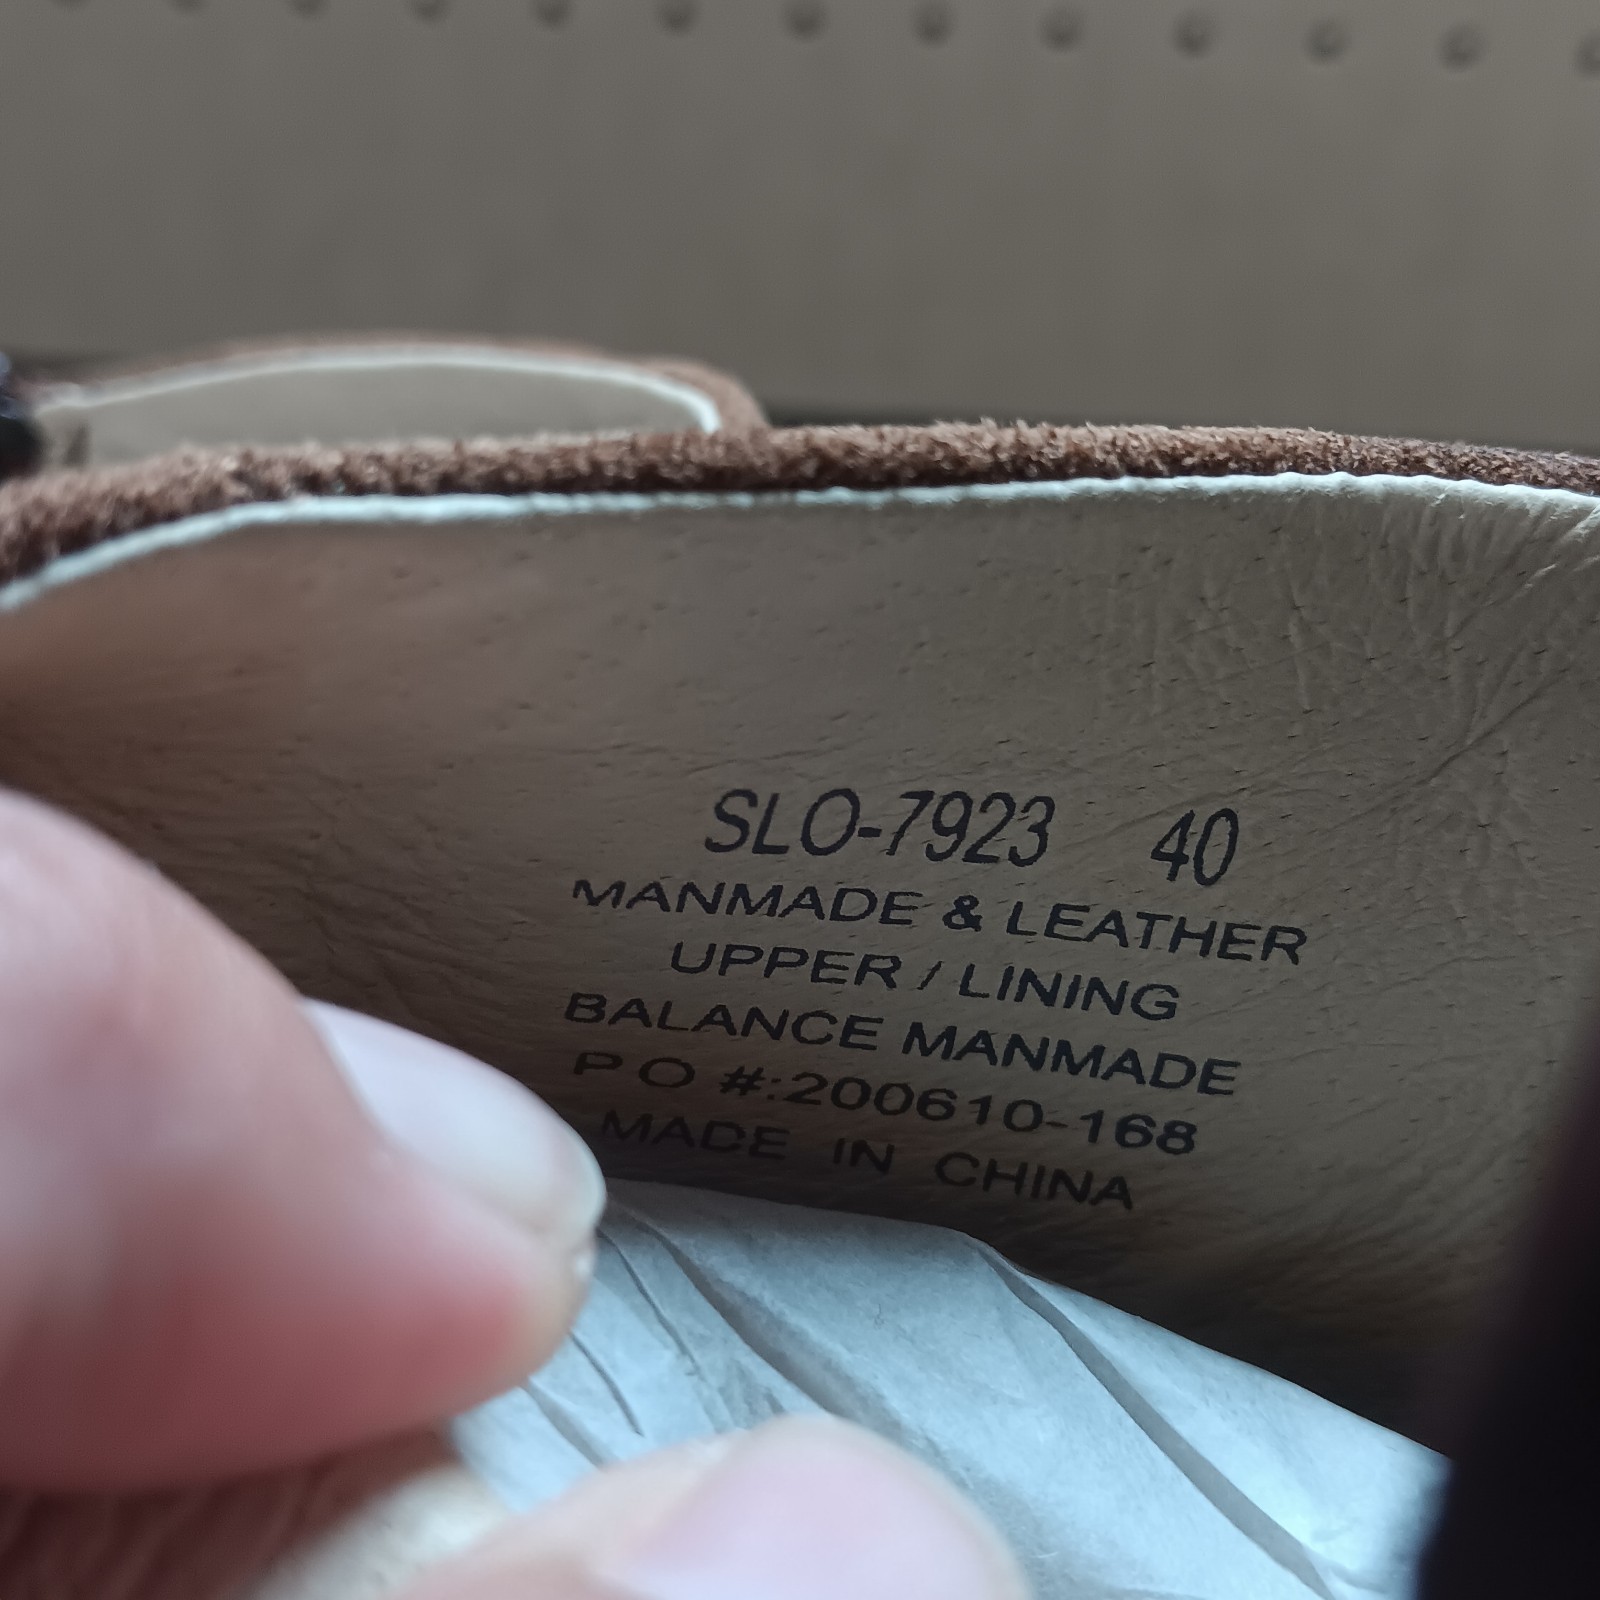 SLO-7923 40
MANMADE & LEATHER
UPPER / LINING
BALANCE MANMADE
P O #:200610-168
MADE IN CHINA